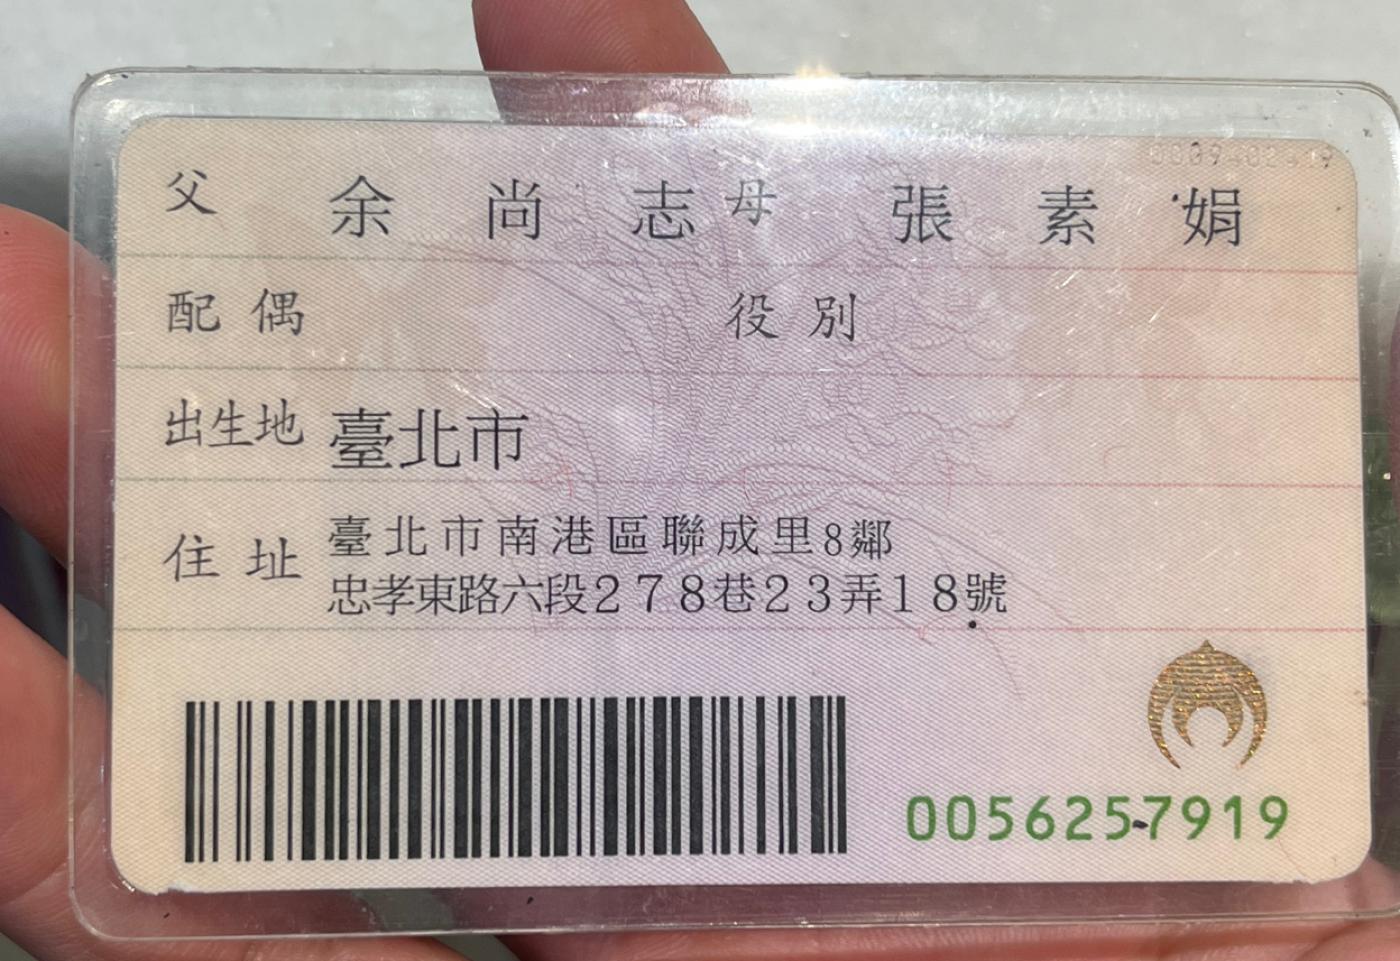 父 余尚志 母 張素娟
配偶 役別
出生地 臺北市
住址 臺北市南港區聯成里8鄰
忠孝東路六段278巷23弄18號
0056257919